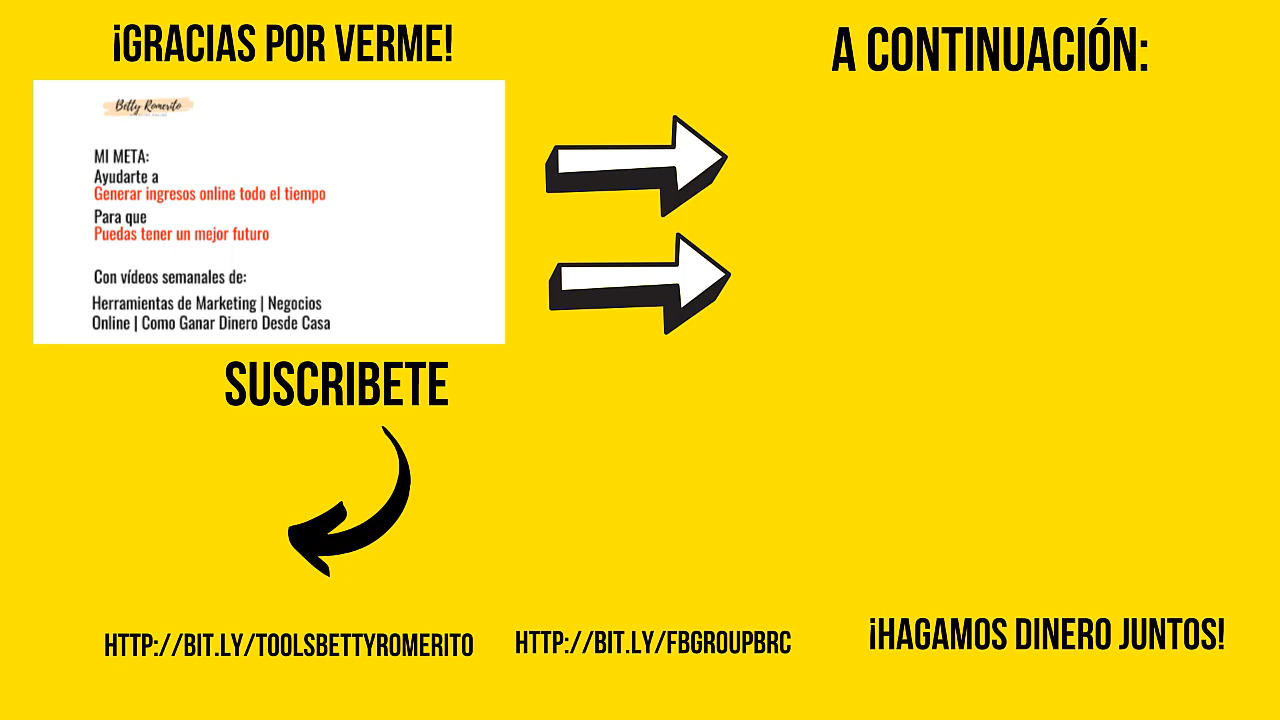 ¡GRACIAS POR VERME!
A CONTINUACIÓN:
Betty Romerito
MI META:
Ayudarte a
Generar ingresos online todo el tiempo
Para que
Puedas tener un mejor futuro
Con vídeos semanales de:
Herramientas de Marketing | Negocios
Online | Como Ganar Dinero Desde Casa
SUSCRIBETE
HTTP://BIT.LY/TOOLSBETTYROMERITO
HTTP://BIT.LY/FBGROUPBRC
¡HAGAMOS DINERO JUNTOS!